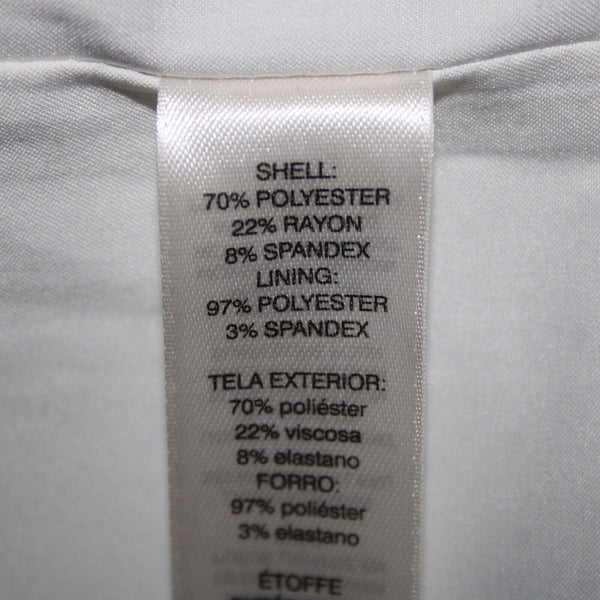 SHELL:
70% POLYESTER
22% RAYON
8% SPANDEX
LINING:
97% POLYESTER
3% SPANDEX
TELA EXTERIOR:
70% poliéster
22% viscosa
8% elastano
FORRO:
97% poliéster
3% elastano
ÉTOFFE